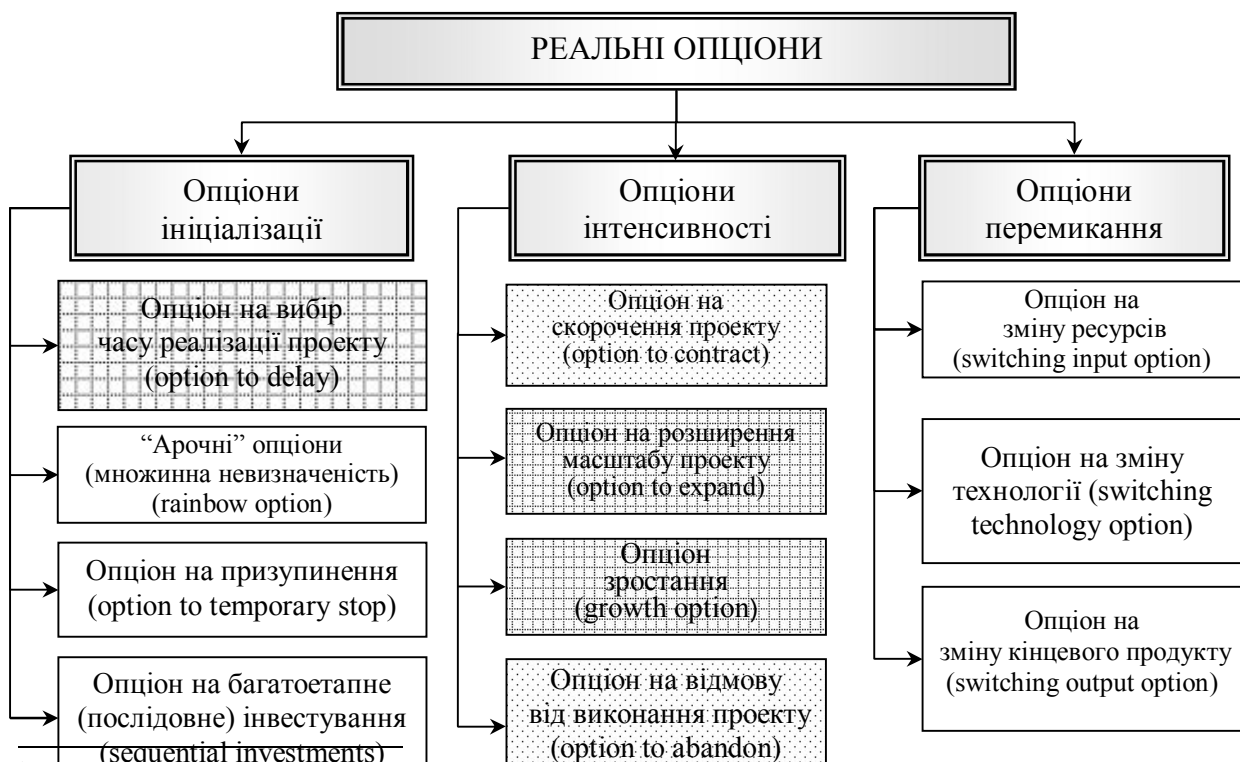 РЕАЛЬНІ ОПЦІОНИ
Опціони
ініціалізації
Опціон на вибір
часу реалізації проекту
(option to delay)
“Арочні” опціони
(множинна невизначеність)
(rainbow option)
Опціон на призупинення
(option to temporary stop)
Опціон на багатоетапне
(послідовне) інвестування
(sequential investments)
Опціони
інтенсивності
Опціон на
скорочення проекту
(option to contract)
Опціон на розширення
масштабу проекту
(option to expand)
Опціон
зростання
(growth option)
Опціон на відмову
від виконання проекту
(option to abandon)
Опціони
перемикання
Опціон на
зміну ресурсів
(switching input option)
Опціон на зміну
технології (switching
technology option)
Опціон на
зміну кінцевого продукту
(switching output option)